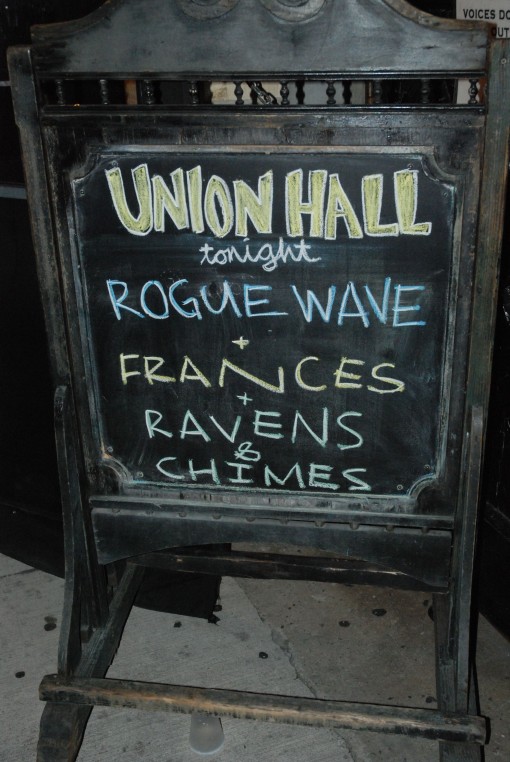 VOICES DO
UNION HALL
tonight
ROGUE WAVE
+
FRANCES
+
RAVENS
&
CHIMES